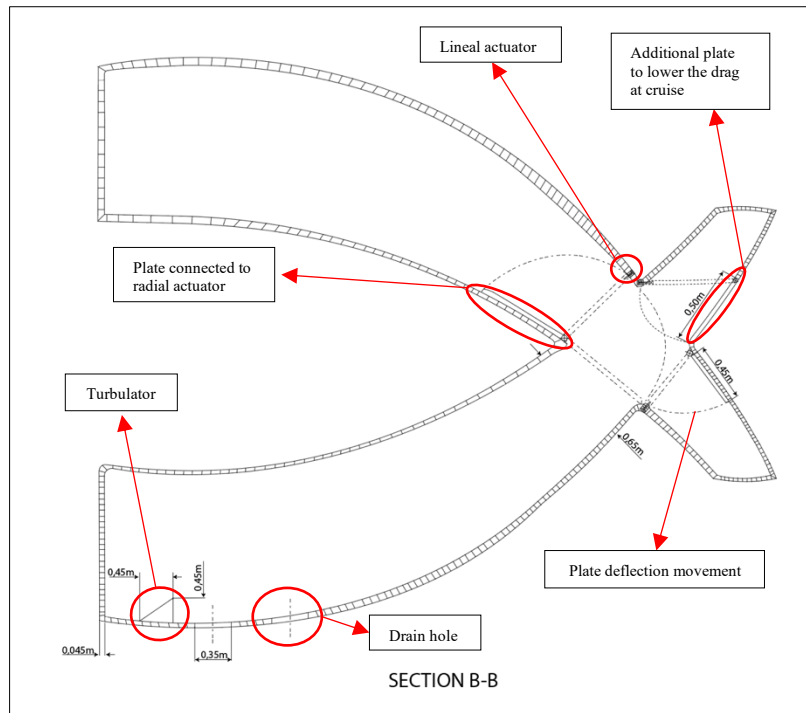 Lineal actuator
Additional plate
to lower the drag
at cruise
Plate connected to
radial actuator
0,50m
0,45m
Turbulator
0,65m
0,45m
0,45m
Plate deflection movement
Drain hole
0,045m
0,35m
SECTION B-B